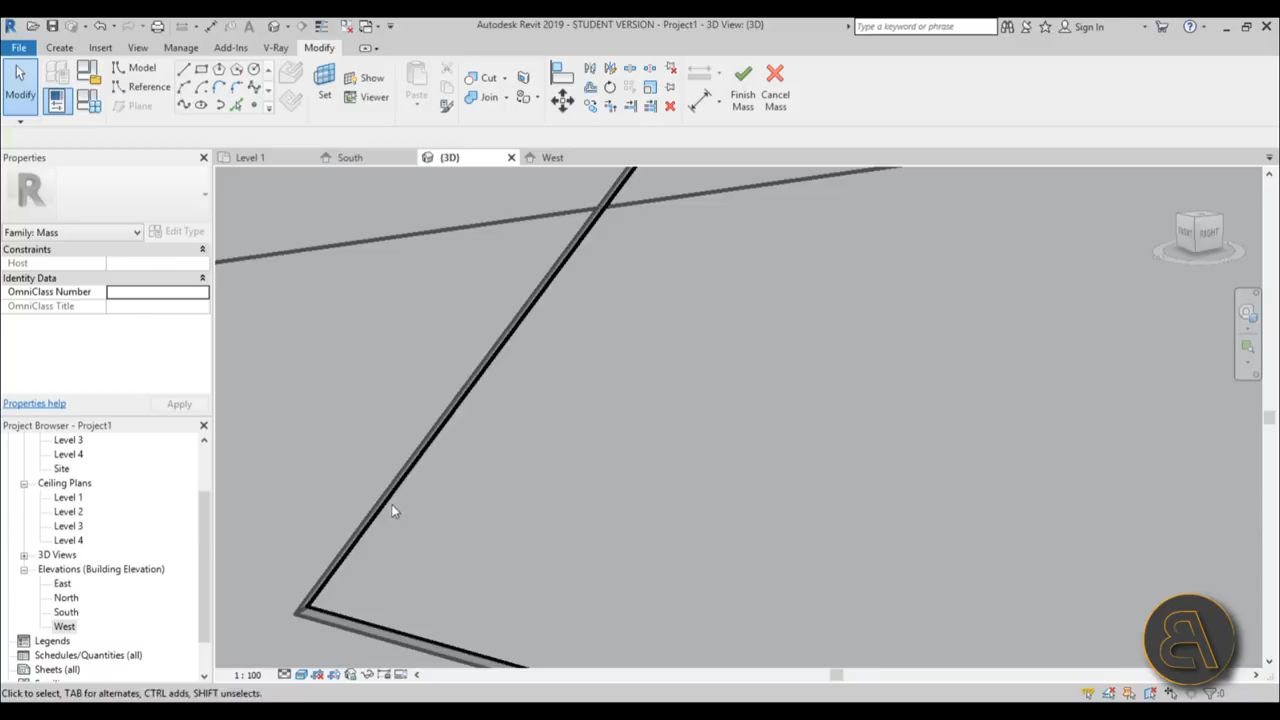 Autodesk Revit 2019 - STUDENT VERSION - Project1 - 3D View: {3D}
Type a keyword or phrase
Sign In
File Create Insert View Manage Add-Ins V-Ray Modify
Modify
Model
Reference
Plane
Set
Show
Viewer
Paste
Cut
Join
Finish Mass
Cancel Mass
Properties
Level 1
South
{3D}
West
R
Family: Mass
Edit Type
Constraints
Host
Identity Data
OmniClass Number
OmniClass Title
Properties help
Apply
Project Browser - Project1
Level 3
Level 4
Site
Ceiling Plans
Level 1
Level 2
Level 3
Level 4
3D Views
Elevations (Building Elevation)
East
North
South
West
Legends
Schedules/Quantities (all)
Sheets (all)
FRONT RIGHT
1 : 100
Click to select, TAB for alternates, CTRL adds, SHIFT unselects.
:0